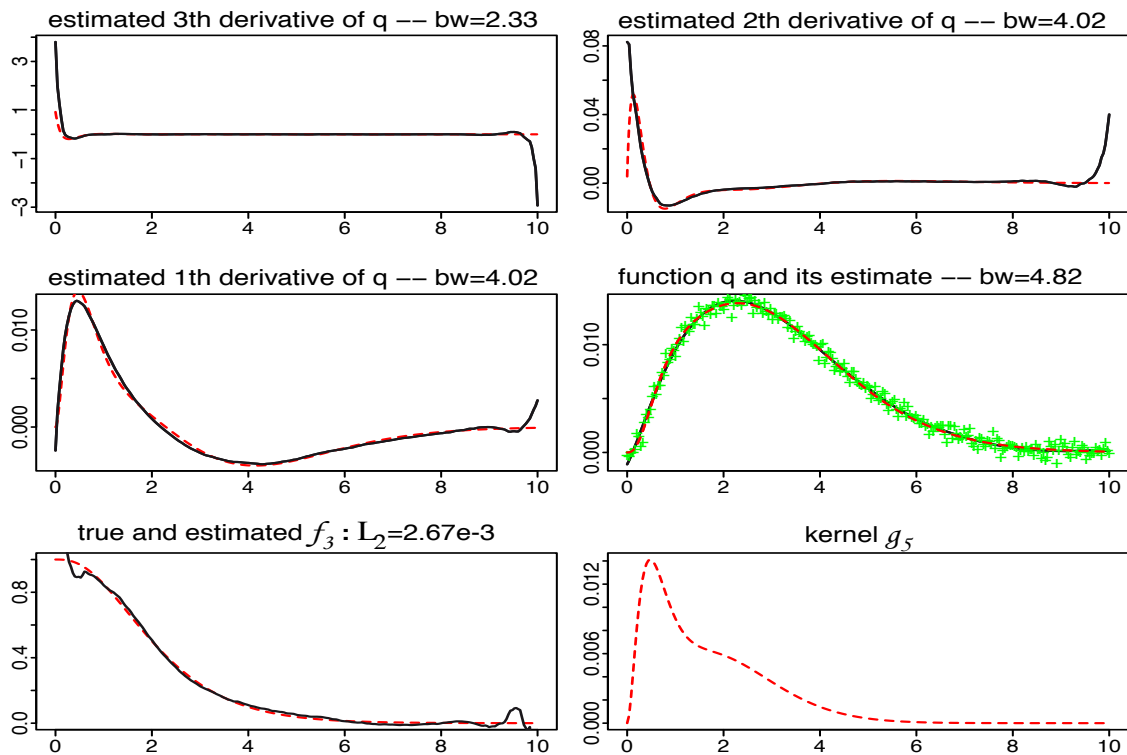 estimated 3th derivative of q −− bw=2.33
3
1
−1
−3
0 2 4 6 8 10
estimated 2th derivative of q −− bw=4.02
0.08
0.04
0.00
0 2 4 6 8 10
estimated 1th derivative of q −− bw=4.02
0.010
0.000
0 2 4 6 8 10
function q and its estimate −− bw=4.82
0.010
0.000
0 2 4 6 8 10
true and estimated f3 : L2=2.67e-3
0.8
0.4
0.0
0 2 4 6 8 10
kernel g5
0.012
0.006
0.000
0 2 4 6 8 10